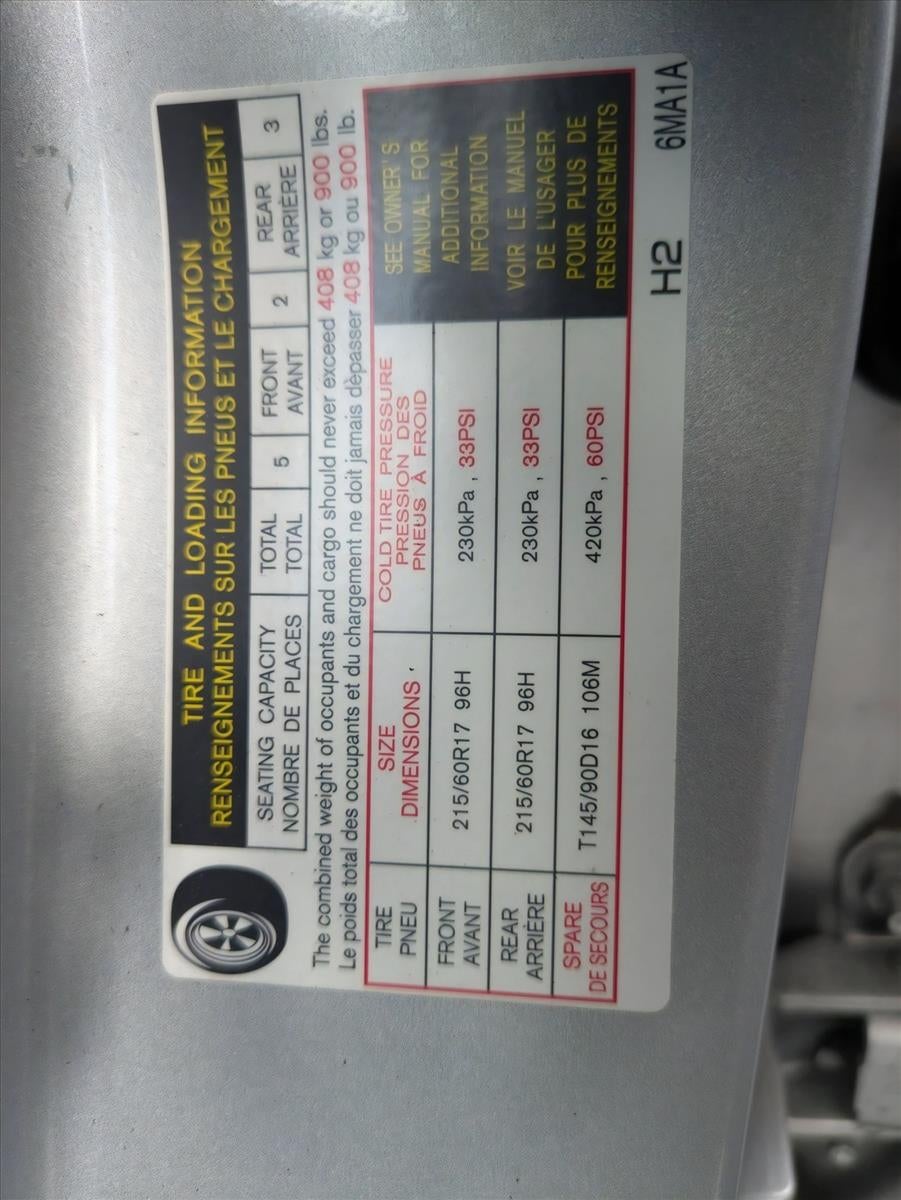 TIRE AND LOADING INFORMATION
RENSEIGNEMENTS SUR LES PNEUS ET LE CHARGEMENT
SEATING CAPACITY TOTAL 5 FRONT 2 REAR 3
NOMBRE DE PLACES TOTAL AVANT ARRIÈRE
The combined weight of occupants and cargo should never exceed 408 kg or 900 lbs.
Le poids total des occupants et du chargement ne doit jamais dèpasser 408 kg ou 900 lb.
TIRE SIZE COLD TIRE PRESSURE
PNEU DIMENSIONS PRESSION DES
PNEUS À FROID
SEE OWNER'S
MANUAL FOR
ADDITIONAL
INFORMATION
VOIR LE MANUEL
DE L'USAGER
POUR PLUS DE
RENSEIGNEMENTS
FRONT 215/60R17 96H 230kPa , 33PSI
AVANT
REAR 215/60R17 96H 230kPa , 33PSI
ARRIÈRE
SPARE T145/90D16 106M 420kPa , 60PSI
DE SECOURS
H2 6MA1A